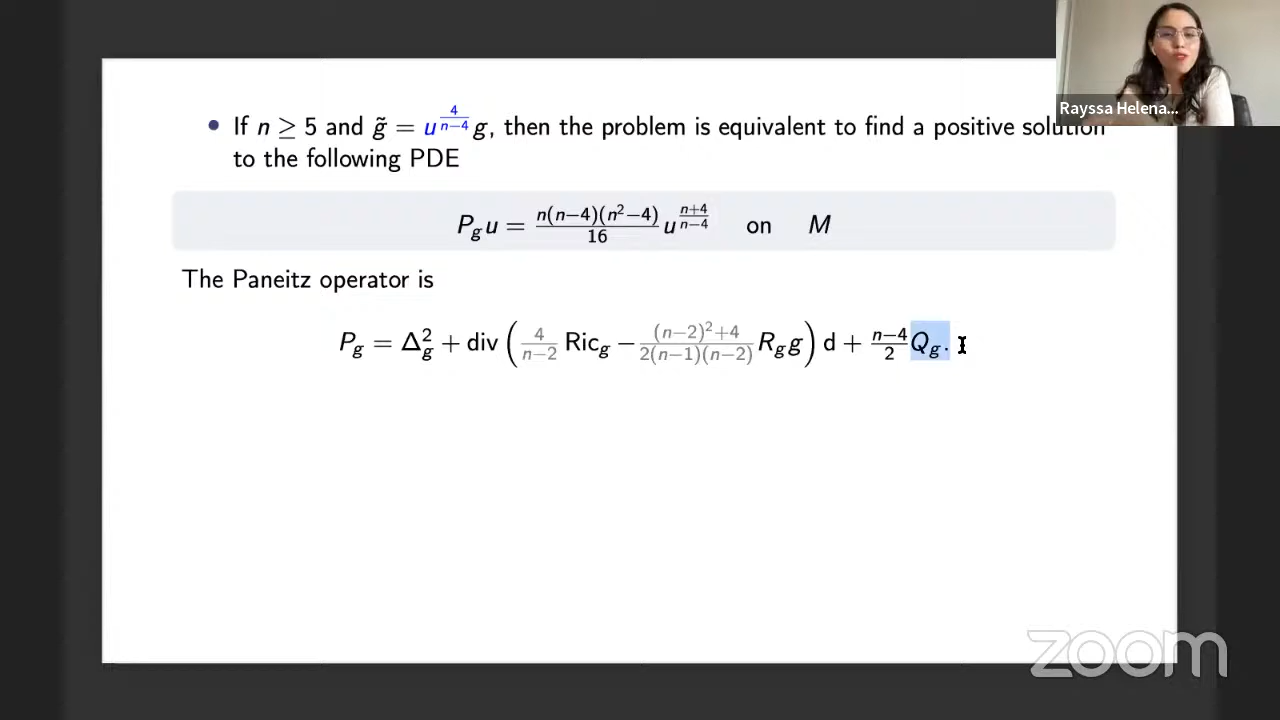 • If n ≥ 5 and g̃ = u^{4/(n−4)} g, then the problem is equivalent to find a positive solution
to the following PDE
P_g u = \frac{n(n−4)(n²−4)}{16} u^{\frac{n+4}{n−4}} on M
The Paneitz operator is
P_g = Δ_g^2 + div ( \frac{4}{n−2} Ric_g − \frac{(n−2)²+4}{2(n−1)(n−2)} R_g g ) d + \frac{n−4}{2} Q_g.
Rayssa Helena...
zoom